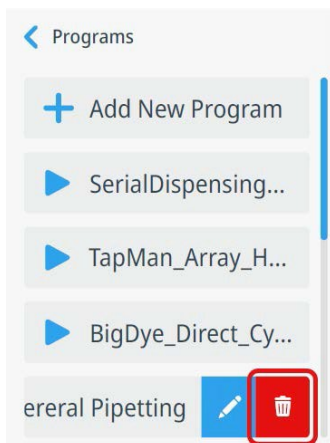 Programs
Add New Program
SerialDispensing...
TapMan_Array_H...
BigDye_Direct_Cy...
ereral Pipetting